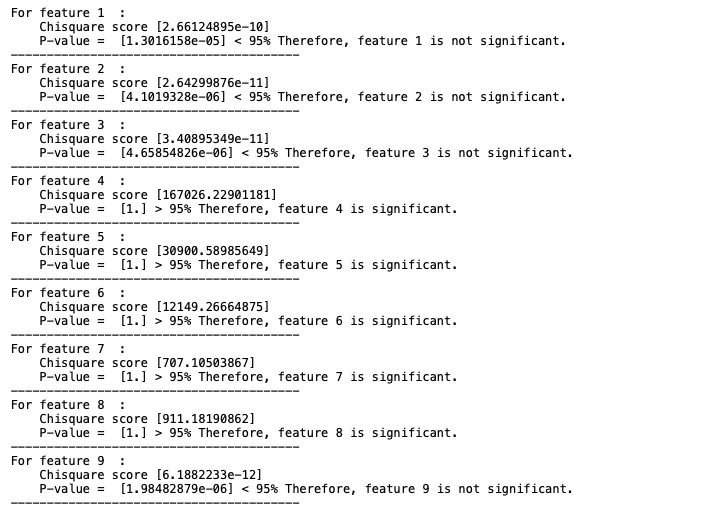 For feature 1  :
    Chisquare score [2.66124895e-10]
    P-value =  [1.3016158e-05] < 95% Therefore, feature 1 is not significant.
----------------------------------------
For feature 2  :
    Chisquare score [2.64299876e-11]
    P-value =  [4.1019328e-06] < 95% Therefore, feature 2 is not significant.
----------------------------------------
For feature 3  :
    Chisquare score [3.40895349e-11]
    P-value =  [4.65854826e-06] < 95% Therefore, feature 3 is not significant.
----------------------------------------
For feature 4  :
    Chisquare score [167026.22901181]
    P-value =  [1.] > 95% Therefore, feature 4 is significant.
----------------------------------------
For feature 5  :
    Chisquare score [30900.58985649]
    P-value =  [1.] > 95% Therefore, feature 5 is significant.
----------------------------------------
For feature 6  :
    Chisquare score [12149.26664875]
    P-value =  [1.] > 95% Therefore, feature 6 is significant.
----------------------------------------
For feature 7  :
    Chisquare score [707.10503867]
    P-value =  [1.] > 95% Therefore, feature 7 is significant.
----------------------------------------
For feature 8  :
    Chisquare score [911.18190862]
    P-value =  [1.] > 95% Therefore, feature 8 is significant.
----------------------------------------
For feature 9  :
    Chisquare score [6.1882233e-12]
    P-value =  [1.98482879e-06] < 95% Therefore, feature 9 is not significant.
----------------------------------------